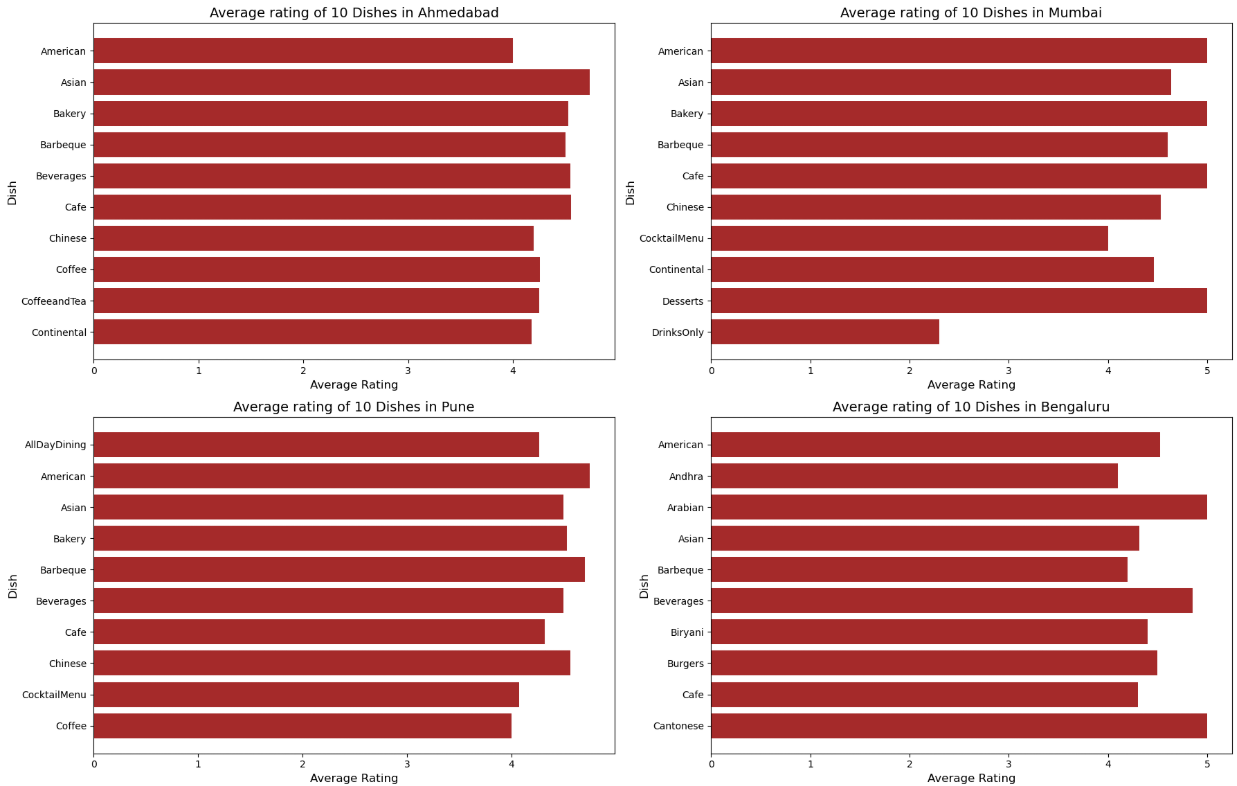 Average rating of 10 Dishes in Ahmedabad
American
Asian
Bakery
Barbeque
Beverages
Cafe
Chinese
Coffee
CoffeeandTea
Continental
Dish
0 1 2 3 4
Average Rating
Average rating of 10 Dishes in Mumbai
American
Asian
Bakery
Barbeque
Cafe
Chinese
CocktailMenu
Continental
Desserts
DrinksOnly
Dish
0 1 2 3 4 5
Average Rating
Average rating of 10 Dishes in Pune
AllDayDining
American
Asian
Bakery
Barbeque
Beverages
Cafe
Chinese
CocktailMenu
Coffee
Dish
0 1 2 3 4
Average Rating
Average rating of 10 Dishes in Bengaluru
American
Andhra
Arabian
Asian
Barbeque
Beverages
Biryani
Burgers
Cafe
Cantonese
Dish
0 1 2 3 4 5
Average Rating